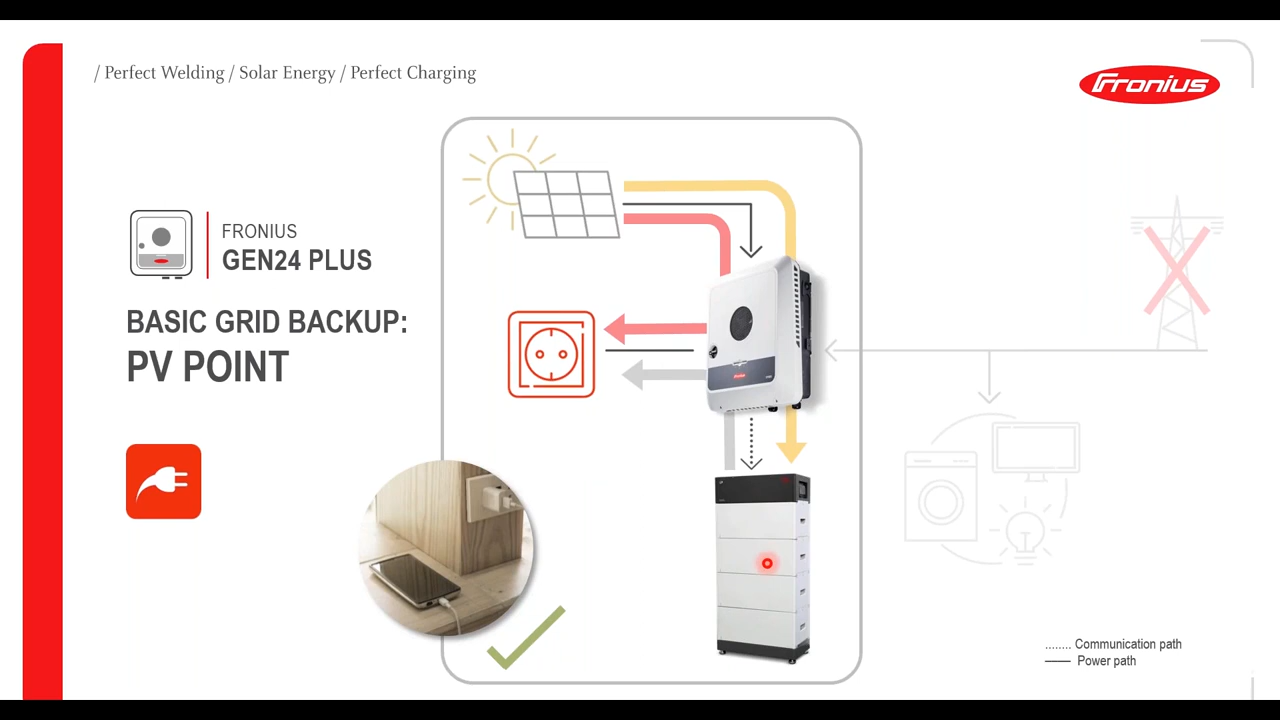 / Perfect Welding / Solar Energy / Perfect Charging
Fronius
FRONIUS
GEN24 PLUS
BASIC GRID BACKUP:
PV POINT
Fronius
........ Communication path
—— Power path